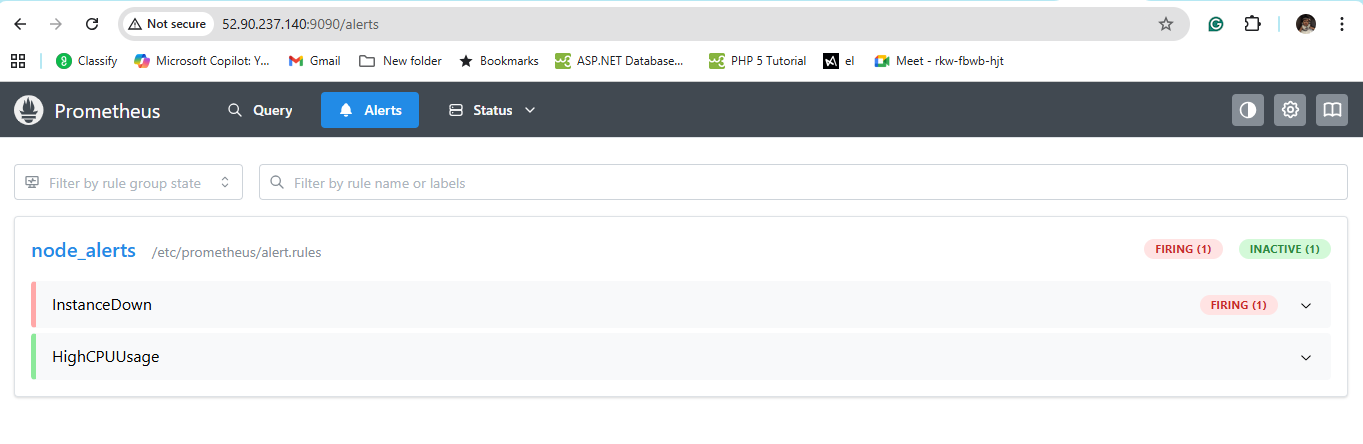 Not secure 52.90.237.140:9090/alerts
Classify Microsoft Copilot: Y... Gmail New folder Bookmarks ASP.NET Database... PHP 5 Tutorial el Meet - rkw-fbwb-hjt
Prometheus Query Alerts Status
Filter by rule group state Filter by rule name or labels
node_alerts /etc/prometheus/alert.rules FIRING (1) INACTIVE (1)
InstanceDown FIRING (1)
HighCPUUsage